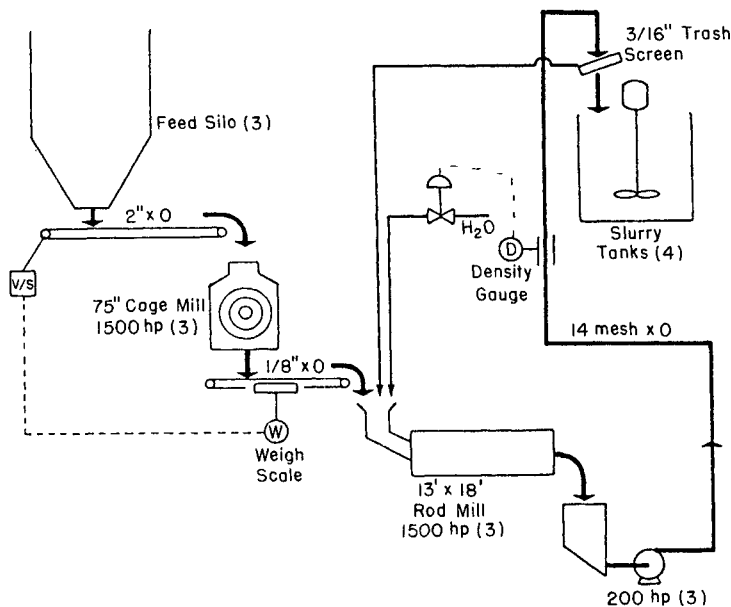 3/16" Trash
Screen
Feed Silo (3)
2" x 0
H2O
D
Density
Gauge
Slurry
Tanks (4)
V/S
75" Cage Mill
1500 hp (3)
14 mesh x 0
1/8" x 0
W
Weigh
Scale
13' x 18'
Rod Mill
1500 hp (3)
200 hp (3)